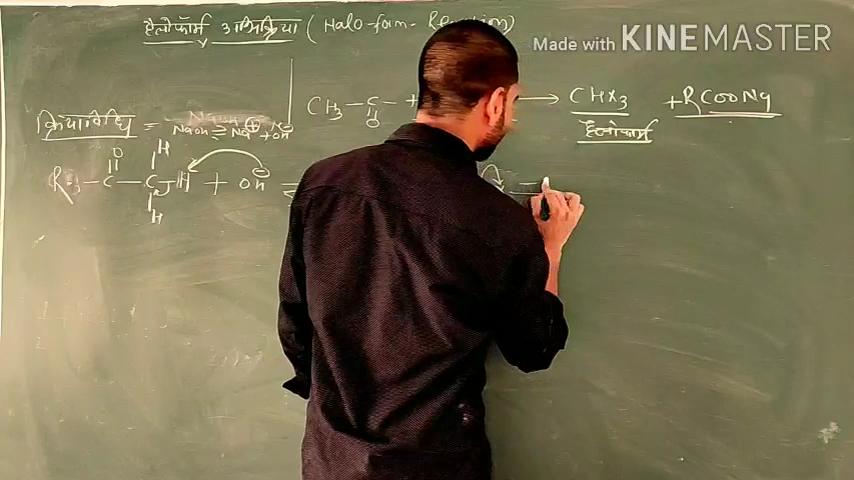 हैलोफॉर्म अभिक्रिया ( Halo-form-Reaction)
Made with KINEMASTER
CH3 — C — + → CHX3 + RCOONa
O
हैलोफॉर्म
क्रियाविधि = NaOH ⇌ Na⊕ + OH⊖
O H
R — C — C — H + OH⊖ ⇌
H